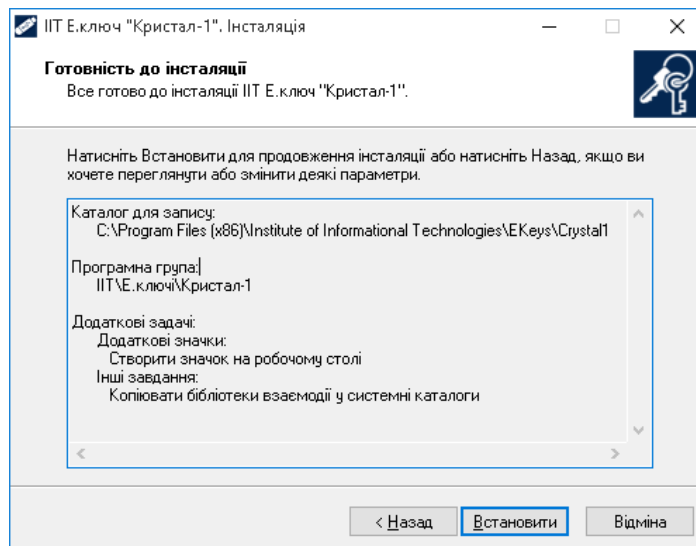 ІІТ Е.ключ "Кристал-1". Інсталяція
Готовність до інсталяції
Все готово до інсталяції ІІТ Е.ключ "Кристал-1".
Натисніть Встановити для продовження інсталяції або натисніть Назад, якщо ви
хочете переглянути або змінити деякі параметри.
Каталог для запису:
C:\Program Files (x86)\Institute of Informational Technologies\EKeys\Crystal1
Програмна група:
ІІТ\Е.ключі\Кристал-1
Додаткові задачі:
Додаткові значки:
Створити значок на робочому столі
Інші завдання:
Копіювати бібліотеки взаємодії у системні каталоги
< Назад
Встановити
Відміна